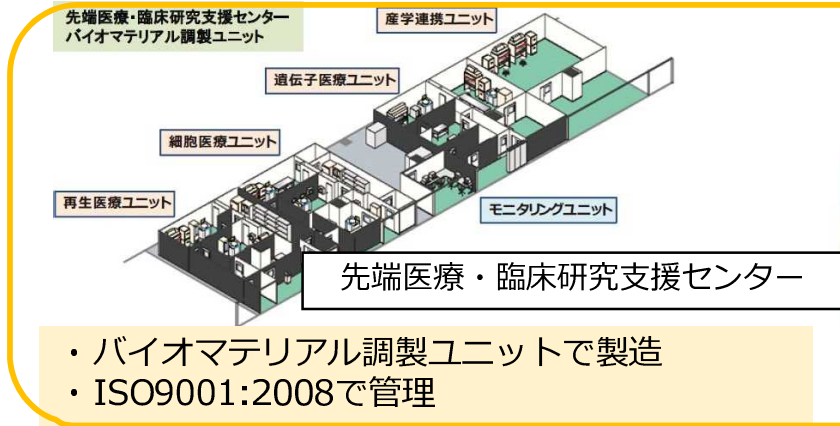 先端医療・臨床研究支援センター
バイオマテリアル調製ユニット
産学連携ユニット
遺伝子医療ユニット
細胞医療ユニット
再生医療ユニット
モニタリングユニット
先端医療・臨床研究支援センター
・バイオマテリアル調製ユニットで製造
・ISO9001:2008で管理